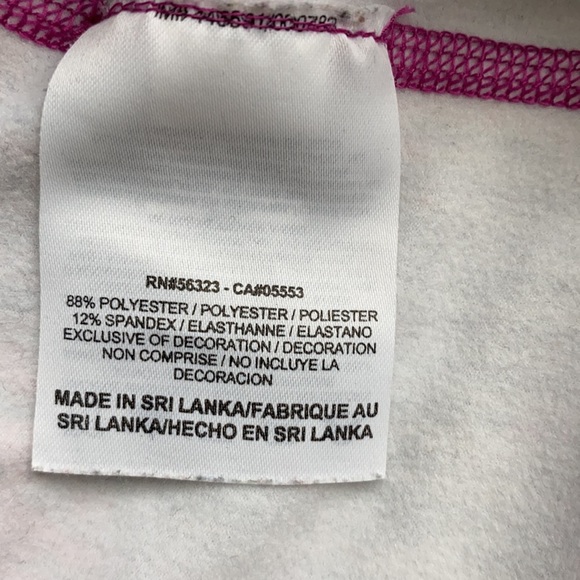 RN#56323 - CA#05553
88% POLYESTER / POLYESTER / POLIESTER
12% SPANDEX / ELASTHANNE / ELASTANO
EXCLUSIVE OF DECORATION / DECORATION
NON COMPRISE / NO INCLUYE LA
DECORACION
MADE IN SRI LANKA/FABRIQUE AU
SRI LANKA/HECHO EN SRI LANKA